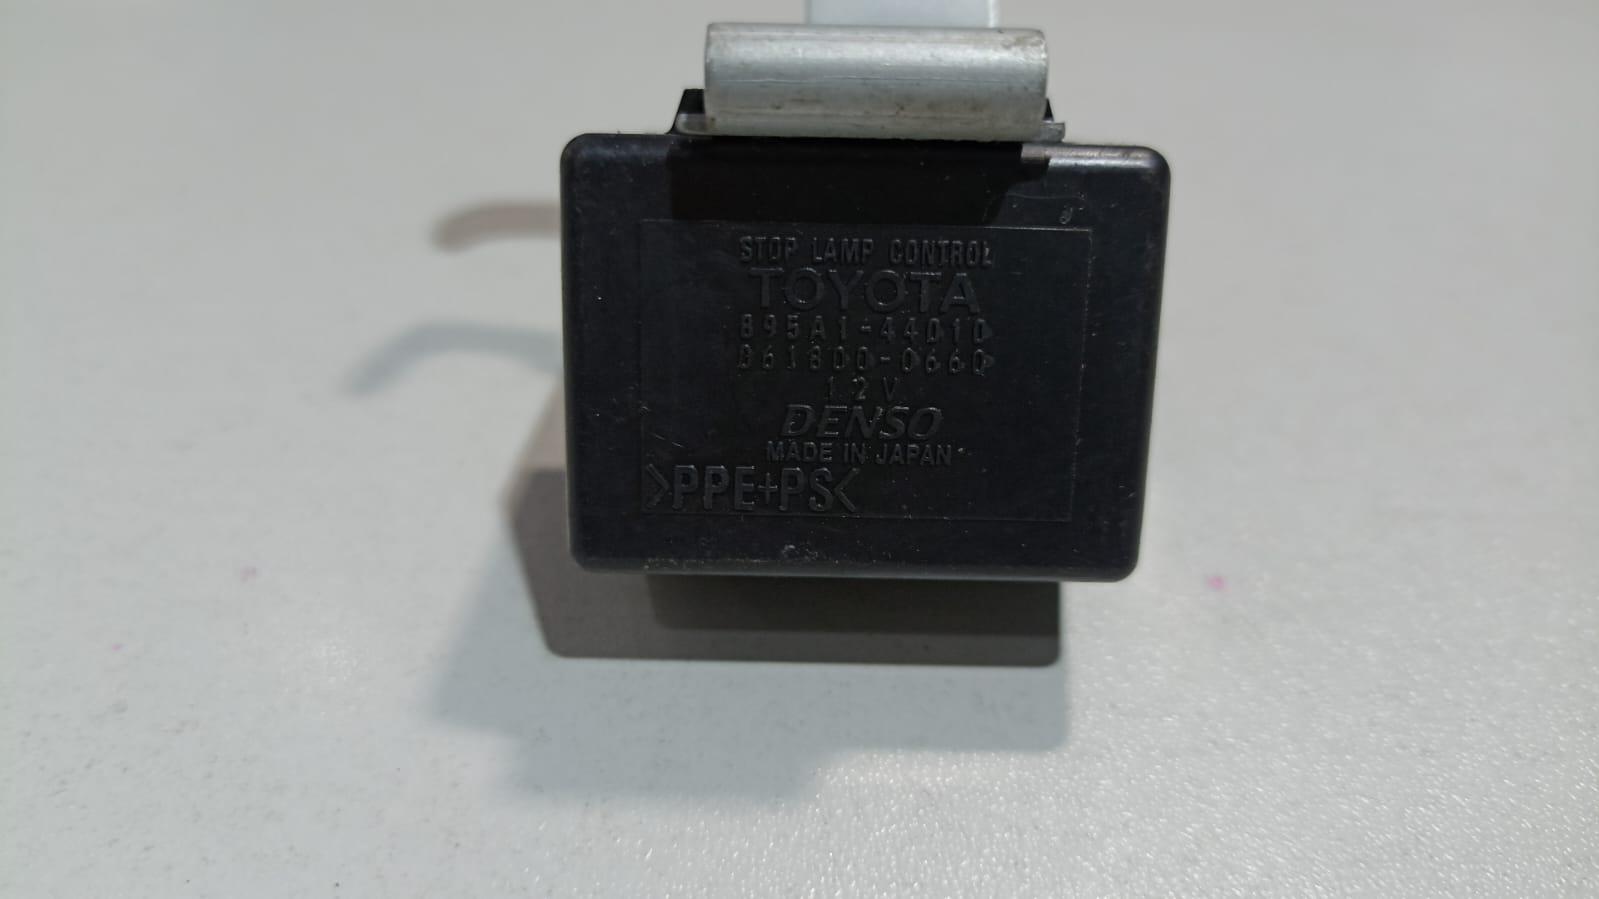 STOP LAMP CONTROL
TOYOTA
895A1-44010
061800-0660
12V
DENSO
MADE IN JAPAN
>PPE+PS<